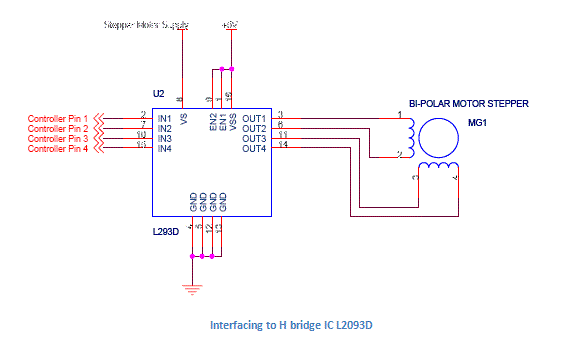 Stepper Motor Supply
+5V
U2
8
9
1
16
VS
EN2
EN1
VSS
Controller Pin 1
2
IN1
OUT1
3
Controller Pin 2
7
IN2
OUT2
6
Controller Pin 3
10
IN3
OUT3
11
Controller Pin 4
15
IN4
OUT4
14
1
BI-POLAR MOTOR STEPPER
MG1
2
3
4
GND
GND
GND
GND
L293D
4
5
12
13
Interfacing to H bridge IC L2093D